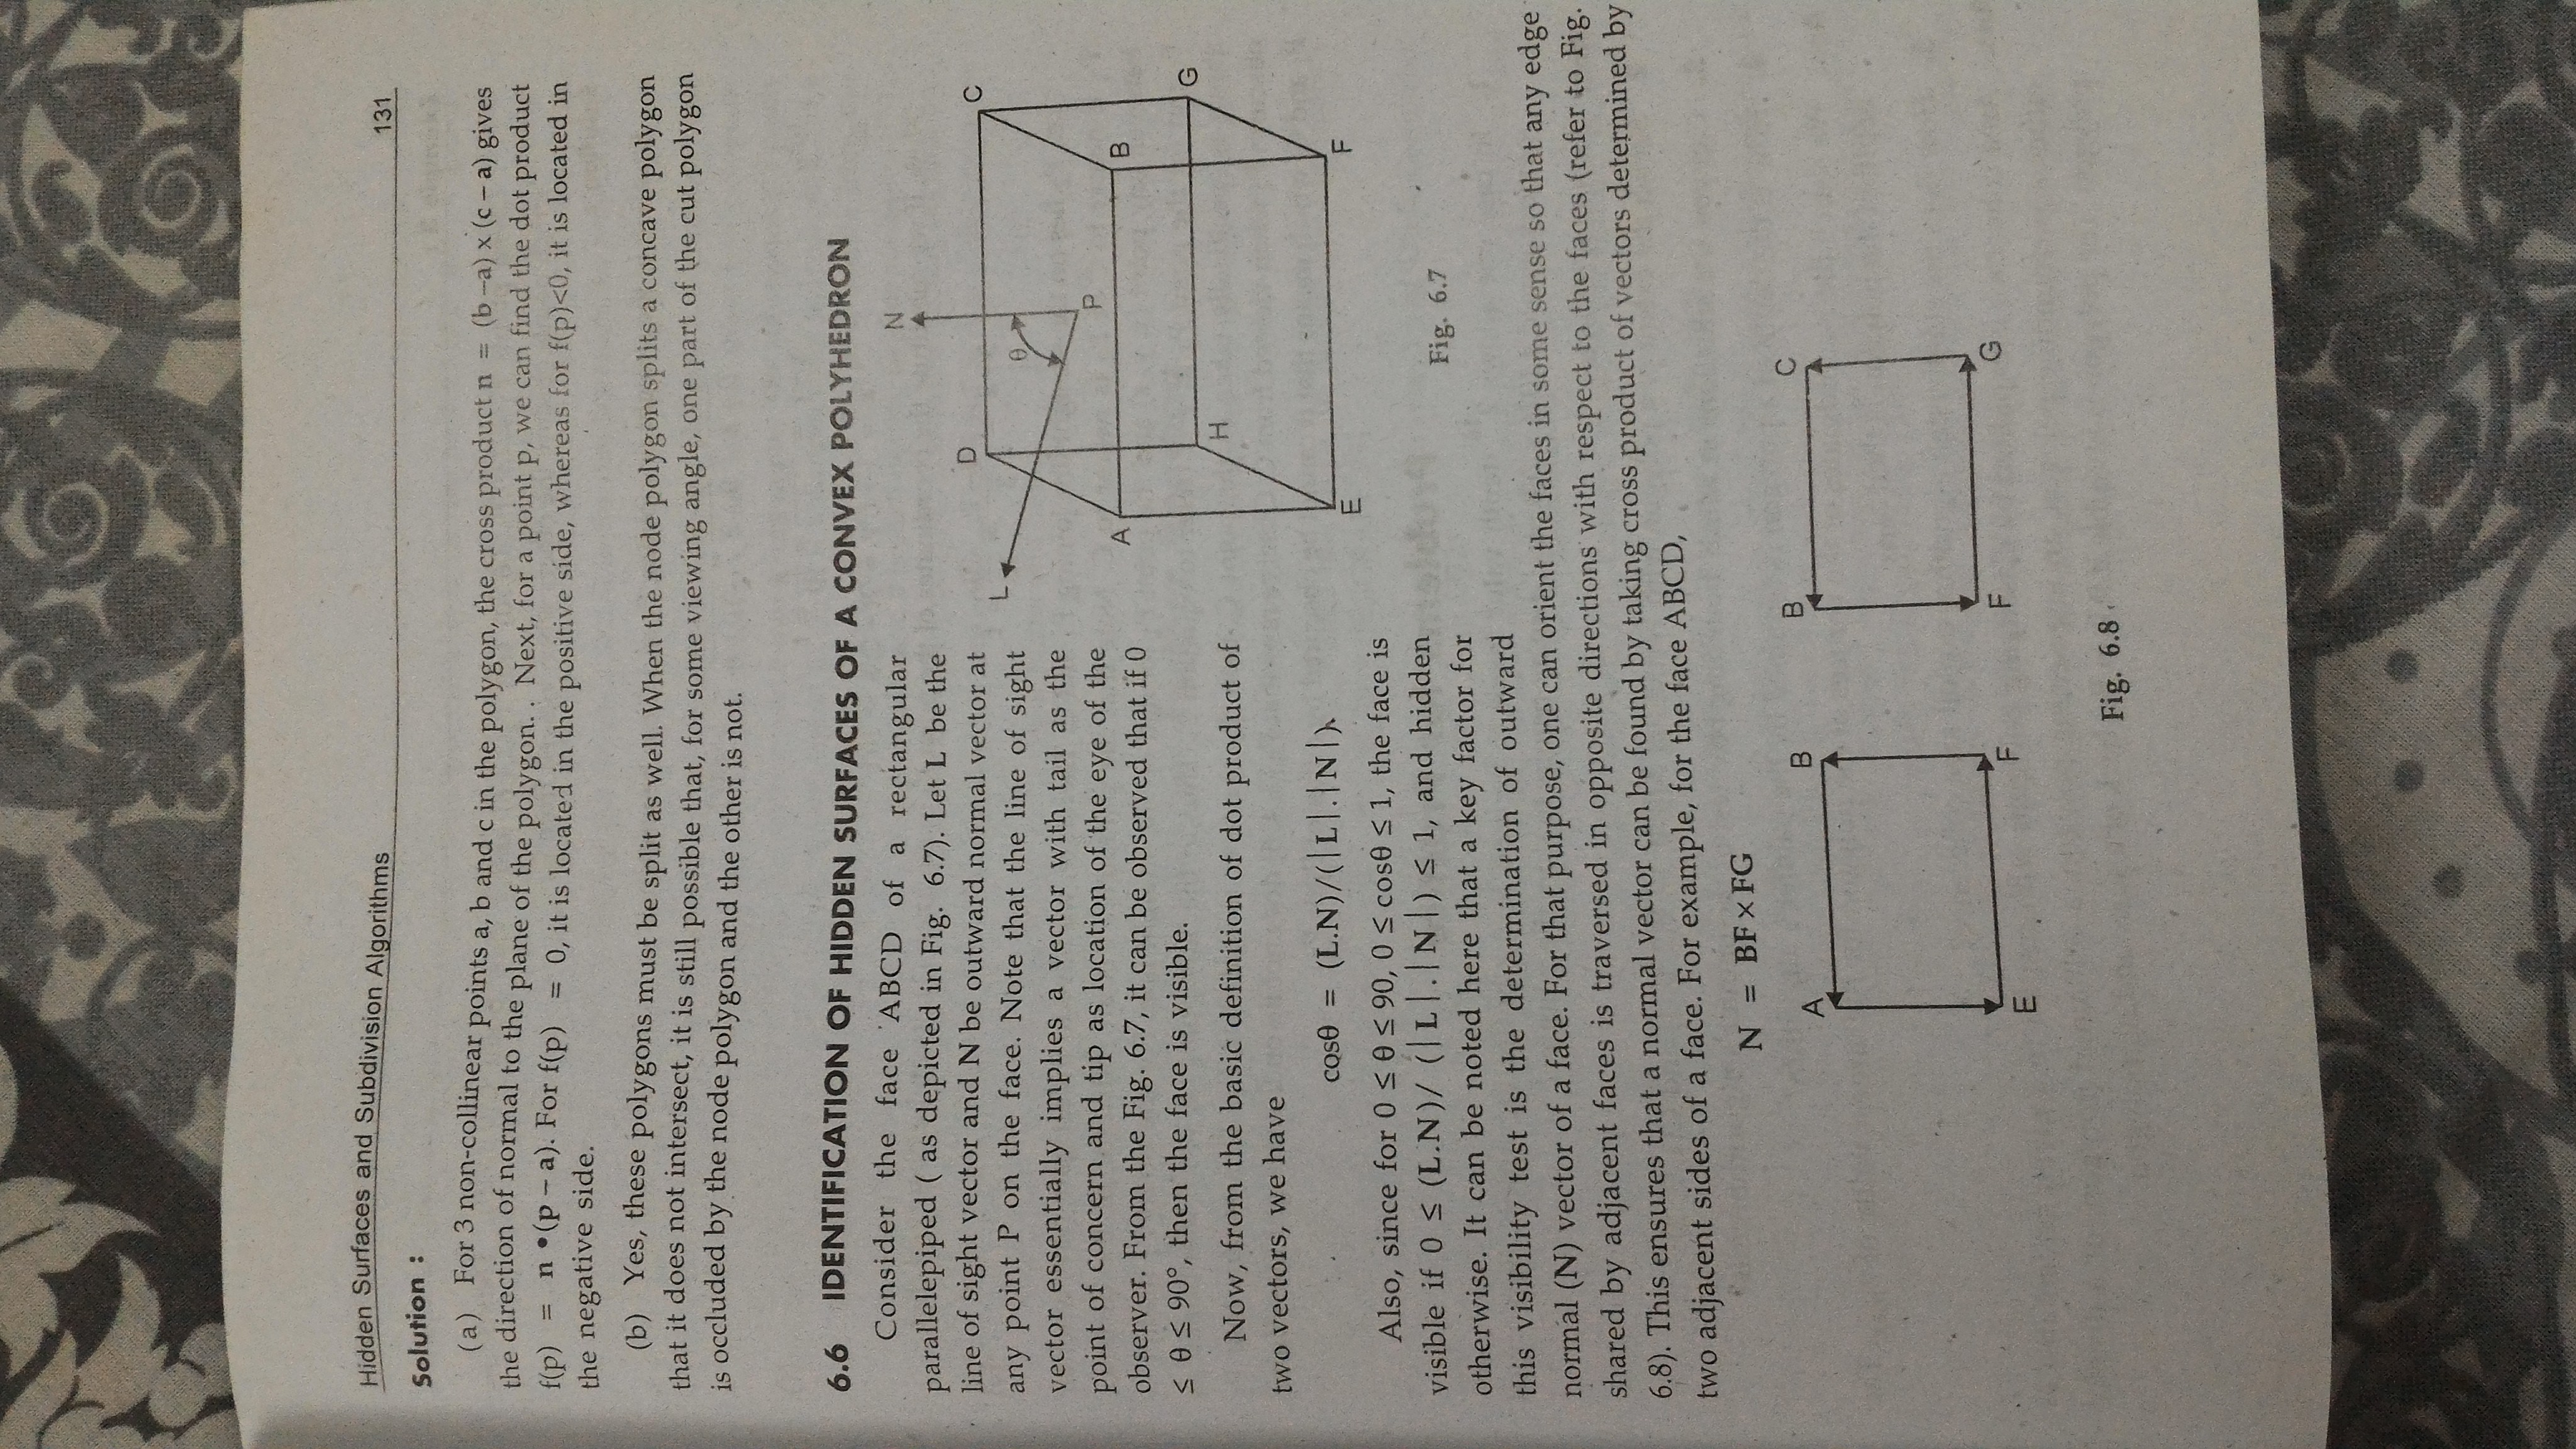 Hidden Surfaces and Subdivision Algorithms 131
Solution :
(a) For 3 non-collinear points a, b and c in the polygon, the cross product n = (b –a) x (c – a) gives
the direction of normal to the plane of the polygon. . Next, for a point p, we can find the dot product
f(p) = n •(p – a). For f(p) = 0, it is located in the positive side, whereas for f(p)<0, it is located in
the negative side.
(b) Yes, these polygons must be split as well. When the node polygon splits a concave polygon
that it does not intersect, it is still possible that, for some viewing angle, one part of the cut polygon
is occluded by the node polygon and the other is not.
6.6 IDENTIFICATION OF HIDDEN SURFACES OF A CONVEX POLYHEDRON
Consider the face ABCD of a rectangular
parallelepiped ( as depicted in Fig. 6.7). Let L be the
line of sight vector and N be outward normal vector at
any point P on the face. Note that the line of sight
vector essentially implies a vector with tail as the
point of concern and tip as location of the eye of the
observer. From the Fig. 6.7, it can be observed that if 0
≤ θ ≤ 90°, then the face is visible.
Now, from the basic definition of dot product of
two vectors, we have
cosθ = (L.N)/(|L|.|N|).
Also, since for 0 ≤ θ ≤ 90, 0 ≤ cosθ ≤ 1, the face is
visible if 0 ≤ (L.N)/ (|L|.|N|) ≤ 1, and hidden
otherwise. It can be noted here that a key factor for
this visibility test is the determination of outward
N
D
C
L
θ
P
A
B
G
H
E
F
Fig. 6.7
normal (N) vector of a face. For that purpose, one can orient the faces in some sense so that any edge
shared by adjacent faces is traversed in opposite directions with respect to the faces (refer to Fig.
6.8). This ensures that a normal vector can be found by taking cross product of vectors determined by
two adjacent sides of a face. For example, for the face ABCD,
N = BF × FG
A B B C
E F F G
Fig. 6.8